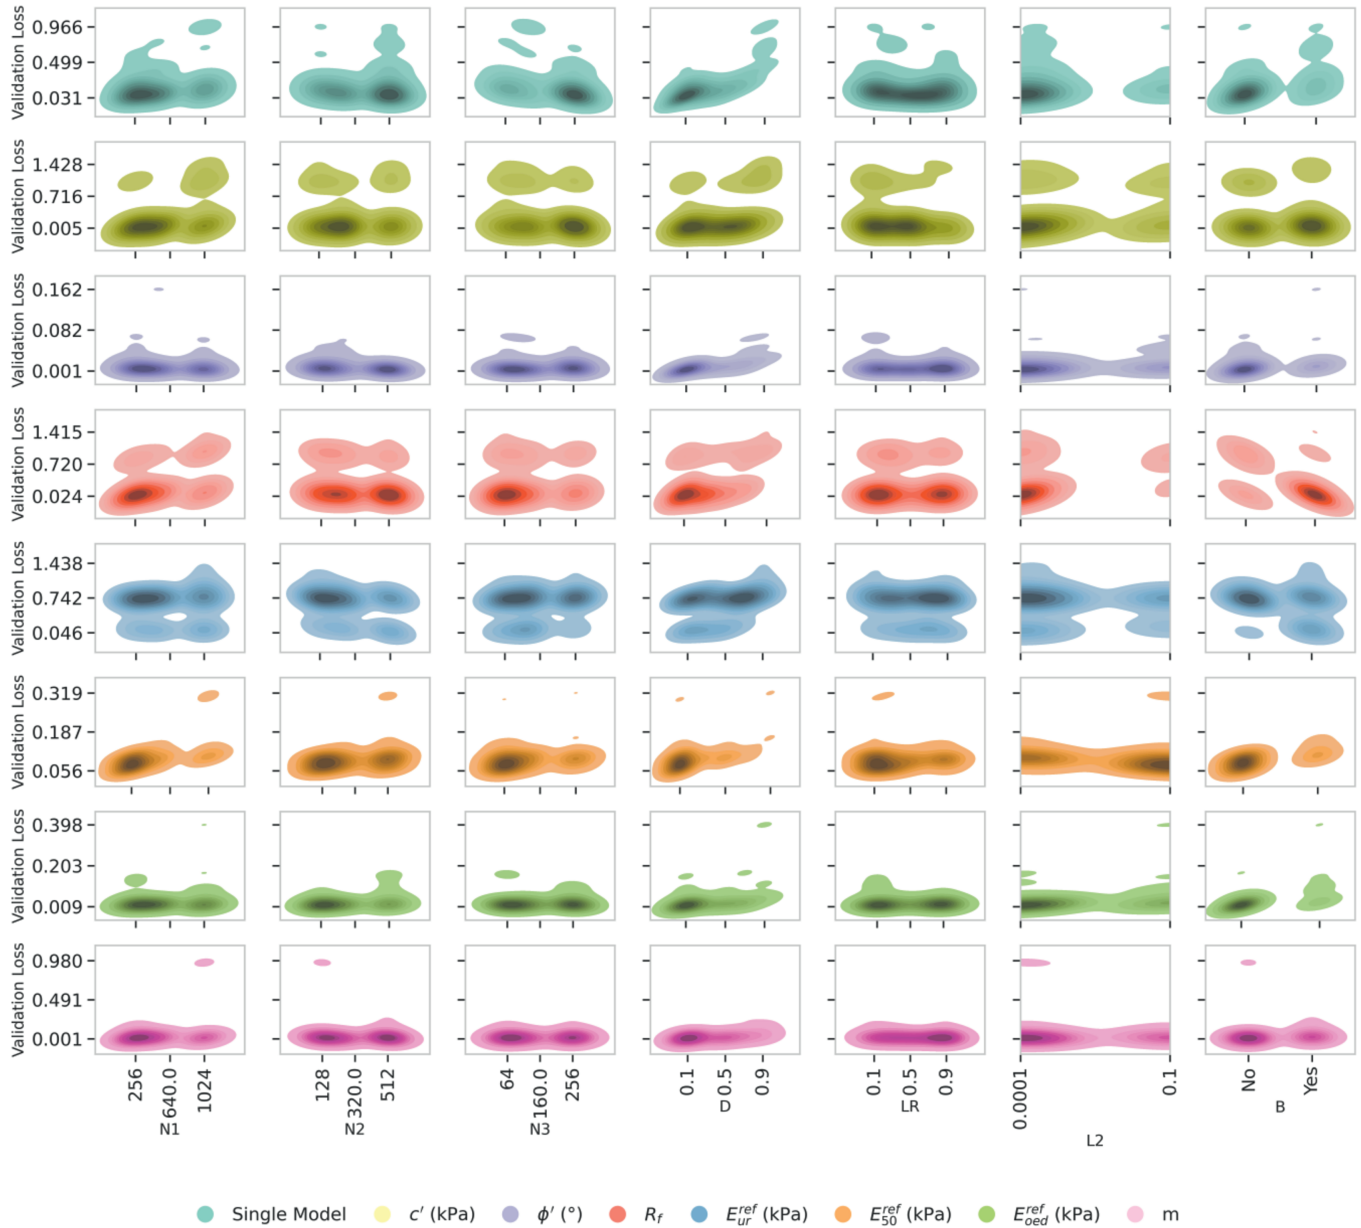 Validation Loss
0.966
0.499
0.031
Validation Loss
1.428
0.716
0.005
Validation Loss
0.162
0.082
0.001
Validation Loss
1.415
0.720
0.024
Validation Loss
1.438
0.742
0.046
Validation Loss
0.319
0.187
0.056
Validation Loss
0.398
0.203
0.009
Validation Loss
0.980
0.491
0.001
256 640.0 1024 128 320.0 512 64 160.0 256 0.1 0.5 0.9 0.1 0.5 0.9 0.0001 0.1 No Yes
N1 N2 N3 D LR L2 B
Single Model c′ (kPa) ϕ′ (°) R_f E_ur^ref (kPa) E_50^ref (kPa) E_oed^ref (kPa) m